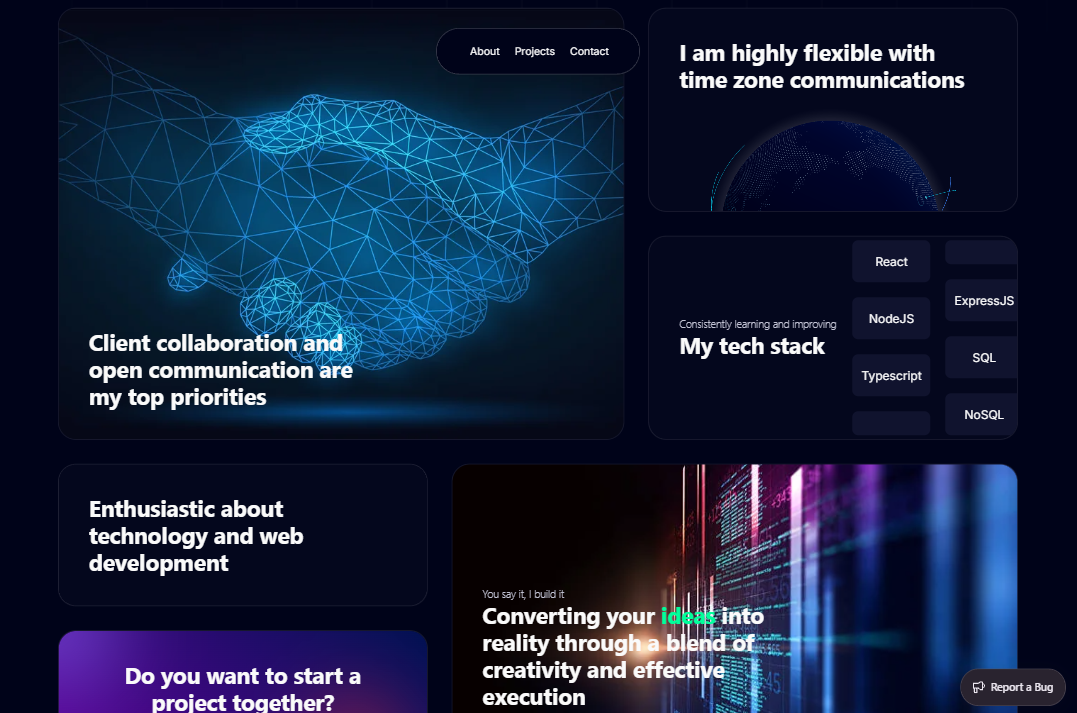 About Projects Contact
Client collaboration and
open communication are
my top priorities
I am highly flexible with
time zone communications
Consistently learning and improving
My tech stack
React
NodeJS
Typescript
ExpressJS
SQL
NoSQL
Enthusiastic about
technology and web
development
Do you want to start a
project together?
You say it, I build it
Converting your ideas into
reality through a blend of
creativity and effective
execution
Report a Bug